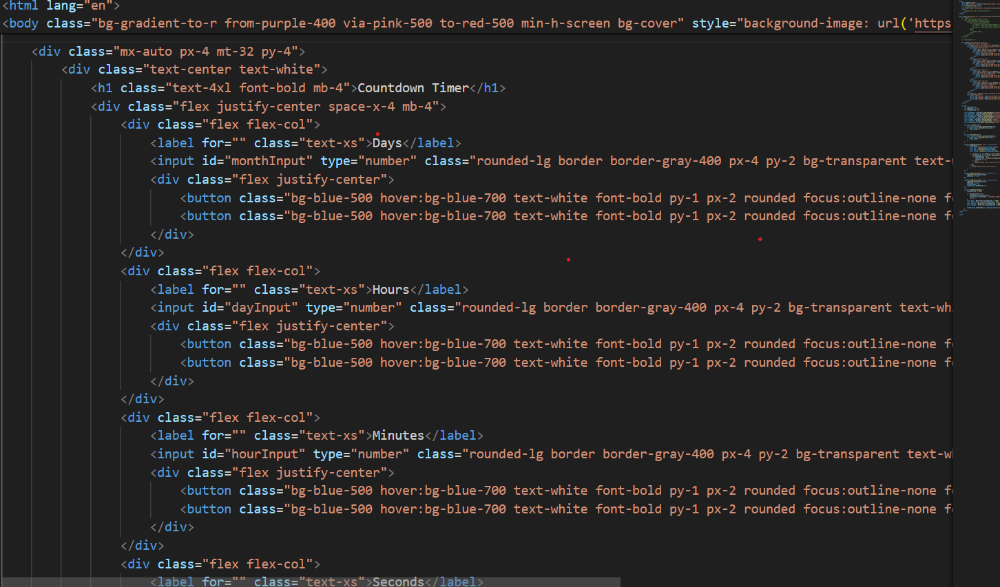 <html lang="en">
<body class="bg-gradient-to-r from-purple-400 via-pink-500 to-red-500 min-h-screen bg-cover" style="background-image: url('https
<div class="mx-auto px-4 mt-32 py-4">
<div class="text-center text-white">
<h1 class="text-4xl font-bold mb-4">Countdown Timer</h1>
<div class="flex justify-center space-x-4 mb-4">
<div class="flex flex-col">
<label for="" class="text-xs">Days</label>
<input id="monthInput" type="number" class="rounded-lg border border-gray-400 px-4 py-2 bg-transparent text-w
<div class="flex justify-center">
<button class="bg-blue-500 hover:bg-blue-700 text-white font-bold py-1 px-2 rounded focus:outline-none fo
<button class="bg-blue-500 hover:bg-blue-700 text-white font-bold py-1 px-2 rounded focus:outline-none fo
</div>
</div>
<div class="flex flex-col">
<label for="" class="text-xs">Hours</label>
<input id="dayInput" type="number" class="rounded-lg border border-gray-400 px-4 py-2 bg-transparent text-whi
<div class="flex justify-center">
<button class="bg-blue-500 hover:bg-blue-700 text-white font-bold py-1 px-2 rounded focus:outline-none fo
<button class="bg-blue-500 hover:bg-blue-700 text-white font-bold py-1 px-2 rounded focus:outline-none fo
</div>
</div>
<div class="flex flex-col">
<label for="" class="text-xs">Minutes</label>
<input id="hourInput" type="number" class="rounded-lg border border-gray-400 px-4 py-2 bg-transparent text-wh
<div class="flex justify-center">
<button class="bg-blue-500 hover:bg-blue-700 text-white font-bold py-1 px-2 rounded focus:outline-none fo
<button class="bg-blue-500 hover:bg-blue-700 text-white font-bold py-1 px-2 rounded focus:outline-none fo
</div>
</div>
<div class="flex flex-col">
<label for="" class="text-xs">Seconds</label>